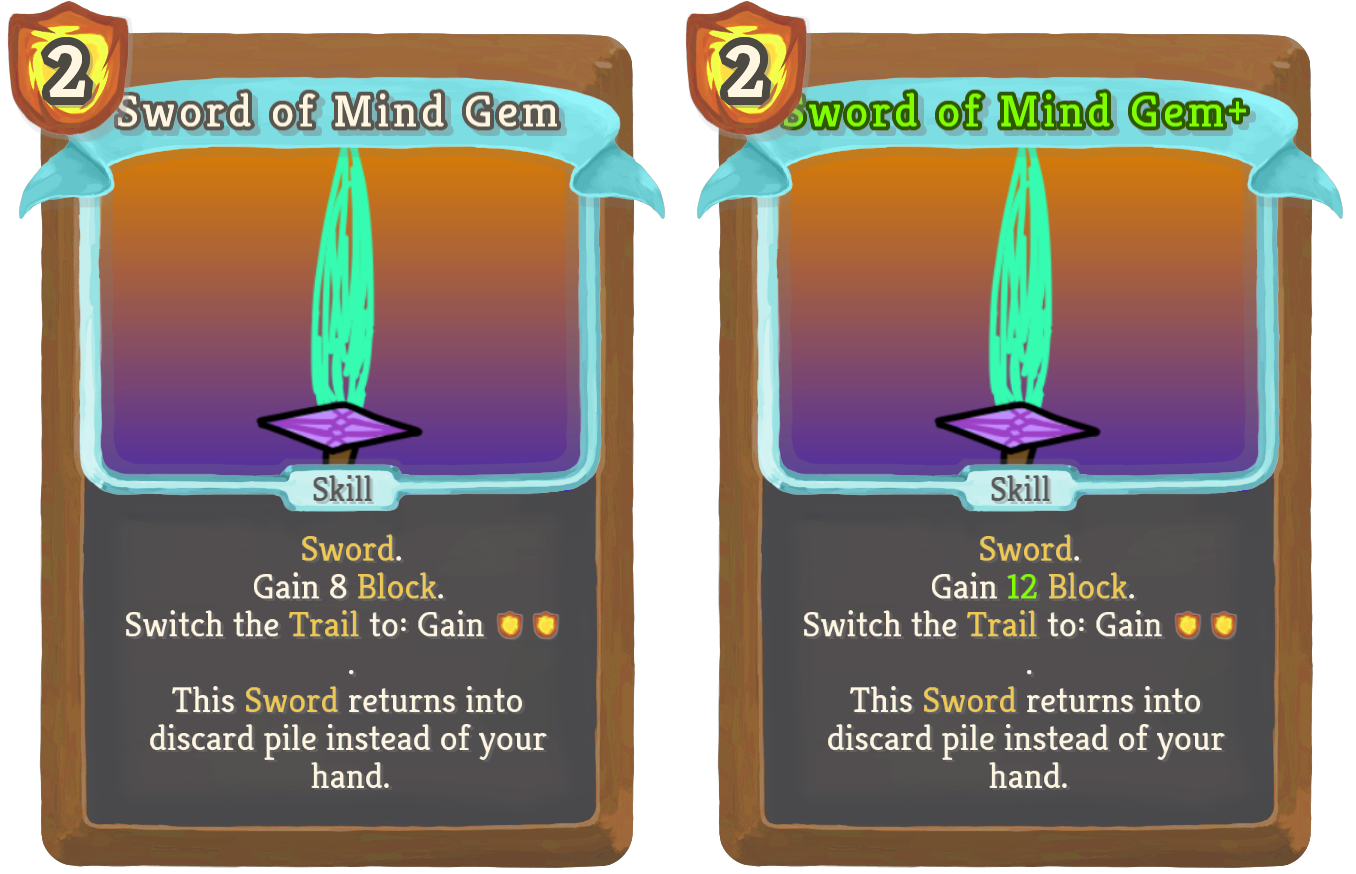 2
Sword of Mind Gem
Skill
Sword.
Gain 8 Block.
Switch the Trail to: Gain
.
This Sword returns into
discard pile instead of your
hand.
2
Sword of Mind Gem+
Skill
Sword.
Gain 12 Block.
Switch the Trail to: Gain
.
This Sword returns into
discard pile instead of your
hand.